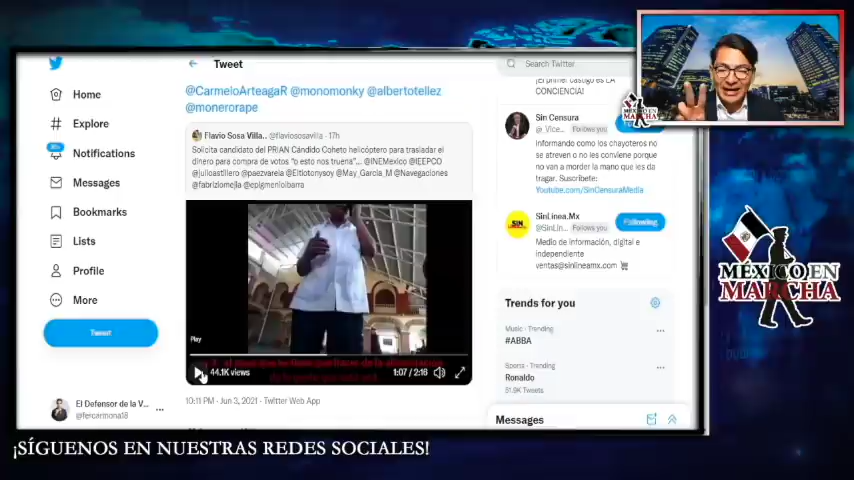 Home
Explore
Notifications
Messages
Bookmarks
Lists
Profile
More
Tweet
El Defensor de la V...
@fercarmona18
Tweet
@CarmeloArteagaR @monomonky @albertotellez
@monerorape
Flavio Sosa Villa.. @flaviososavilla · 17h
Solicita candidato del PRIAN Cándido Coheto helicóptero para trasladar el
dinero para compra de votos "o esto nos truena"... @INEMexico @IEEPCO
@julioastillero @paezvarela @Eltiotonysoy @May_Garcia_M @Navegaciones
@fabriziomejia @epigmenioibarra
Play
44.1K views
1:07 / 2:16
10:11 PM · Jun 3, 2021 · Twitter Web App
Search Twitter
¡El primer castigo es LA
CONCIENCIA!
Sin Censura
@_Vice... Follows you
Informando como los chayoteros no
se atreven o no les conviene porque
no van a morder la mano que les da
tragar. Suscríbete:
Youtube.com/SinCensuraMedia
SIN
SinLinea.Mx
@SinLin... Follows you
Following
Medio de información, digital e
independiente
ventas@sinlineamx.com
Trends for you
Music · Trending
#ABBA
Sports · Trending
Ronaldo
Messages
MÉXICO EN
MARCHA
MÉXICO EN
MARCHA
¡SÍGUENOS EN NUESTRAS REDES SOCIALES!